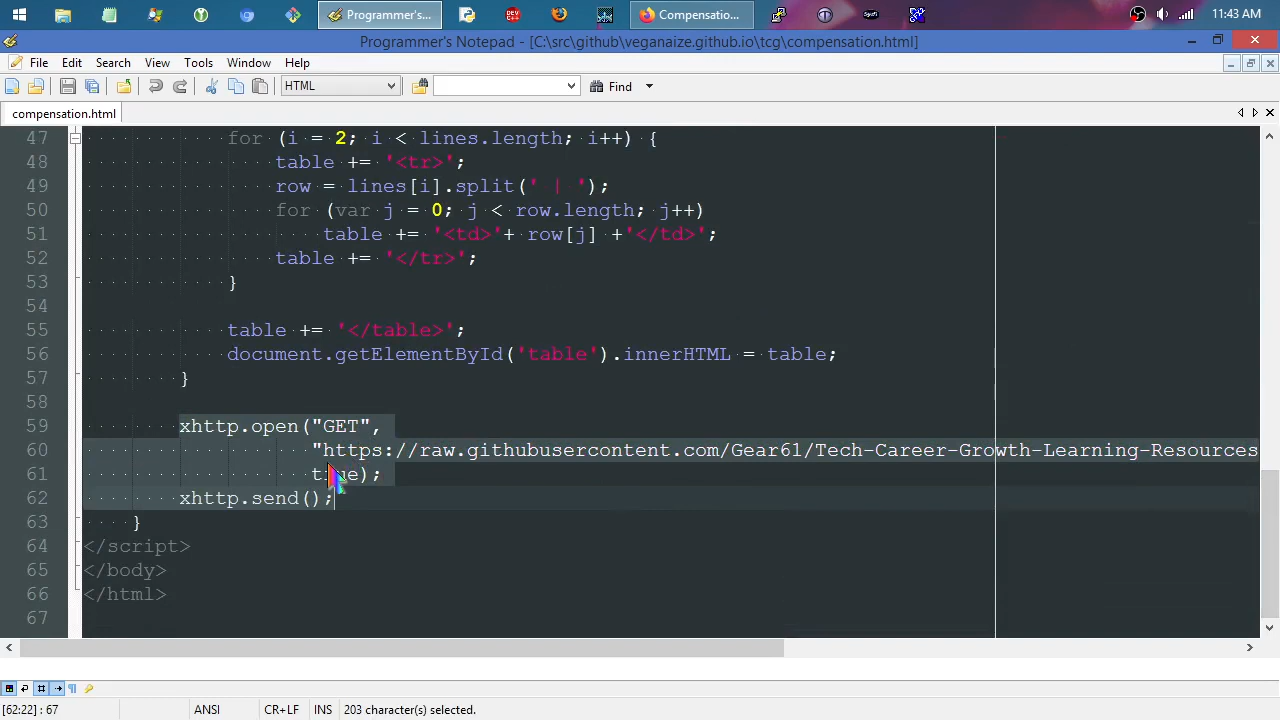 Programmer's...
Compensatio...
11:43 AM
Programmer's Notepad - [C:\src\github\veganaize.github.io\tcg\compensation.html]
File Edit Search View Tools Window Help
HTML
Find
compensation.html
47 for (i = 2; i < lines.length; i++) {
48 table += '<tr>';
49 row = lines[i].split(' | ');
50 for (var j = 0; j < row.length; j++)
51 table += '<td>'+ row[j] +'</td>';
52 table += '</tr>';
53 }
54
55 table += '</table>';
56 document.getElementById('table').innerHTML = table;
57 }
58
59 xhttp.open("GET",
60 "https://raw.githubusercontent.com/Gear61/Tech-Career-Growth-Learning-Resources
61 true);
62 xhttp.send();
63 }
64 </script>
65 </body>
66 </html>
67
[62:22] : 67 ANSI CR+LF INS 203 character(s) selected.